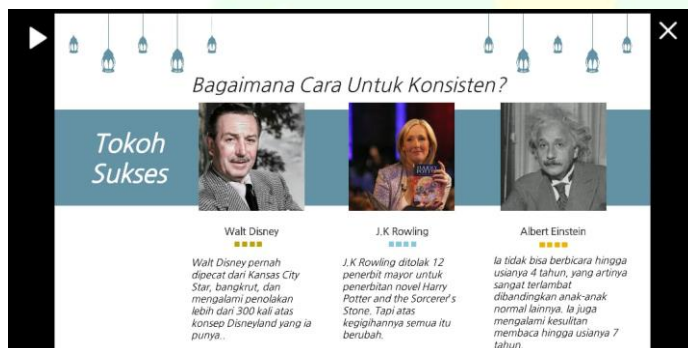 Bagaimana Cara Untuk Konsisten?
Tokoh
Sukses
Walt Disney
Walt Disney pernah
dipecat dari Kansas City
Star, bangkrut, dan
mengalami penolakan
lebih dari 300 kali atas
konsep Disneyland yang ia
punya..
J.K Rowling
J.K Rowling ditolak 12
penerbit mayor untuk
penerbitan novel Harry
Potter and the Sorcerer's
Stone. Tapi atas
kegigihannya semua itu
berubah.
Albert Einstein
Ia tidak bisa berbicara hingga
usianya 4 tahun, yang artinya
sangat terlambat
dibandingkan anak-anak
normal lainnya. Ia juga
mengalami kesulitan
membaca hingga usianya 7
tahun.